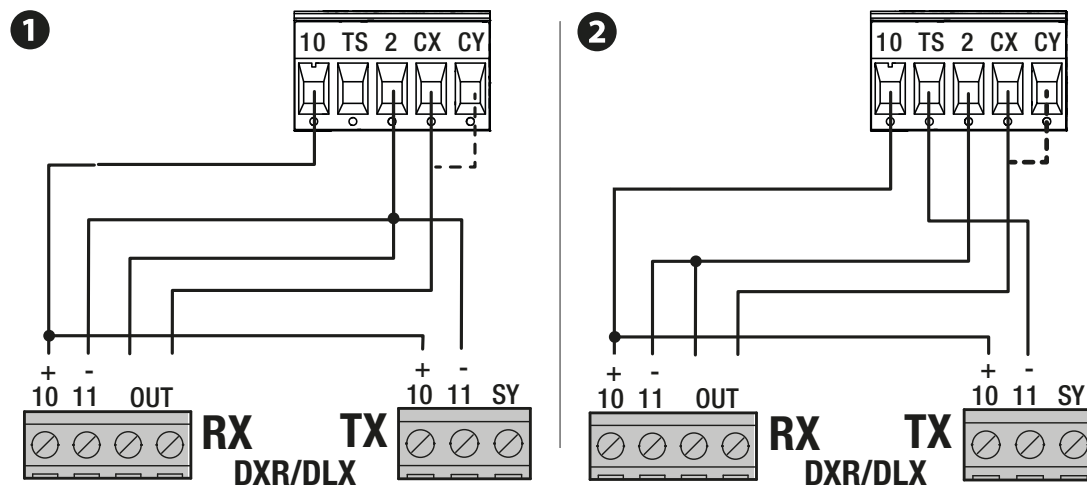 1
10 TS 2 CX CY
+ - + -
10 11 OUT 10 11 SY
RX TX
DXR/DLX
2
10 TS 2 CX CY
+ - + -
10 11 OUT 10 11 SY
RX TX
DXR/DLX